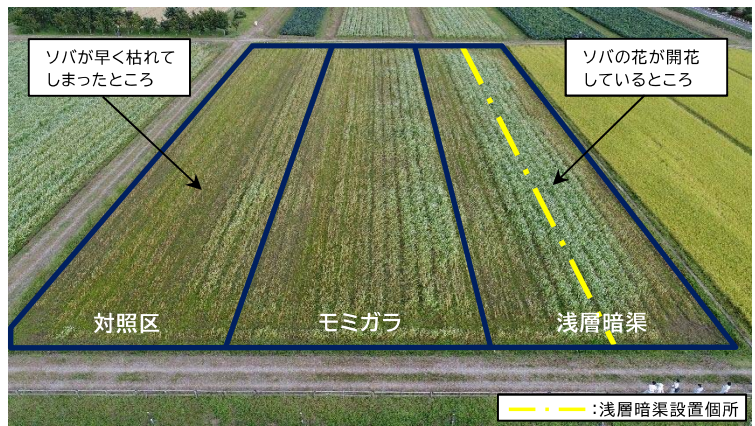 ソバが早く枯れて
しまったところ
ソバの花が開花
しているところ
対照区
モミガラ
浅層暗渠
:浅層暗渠設置個所